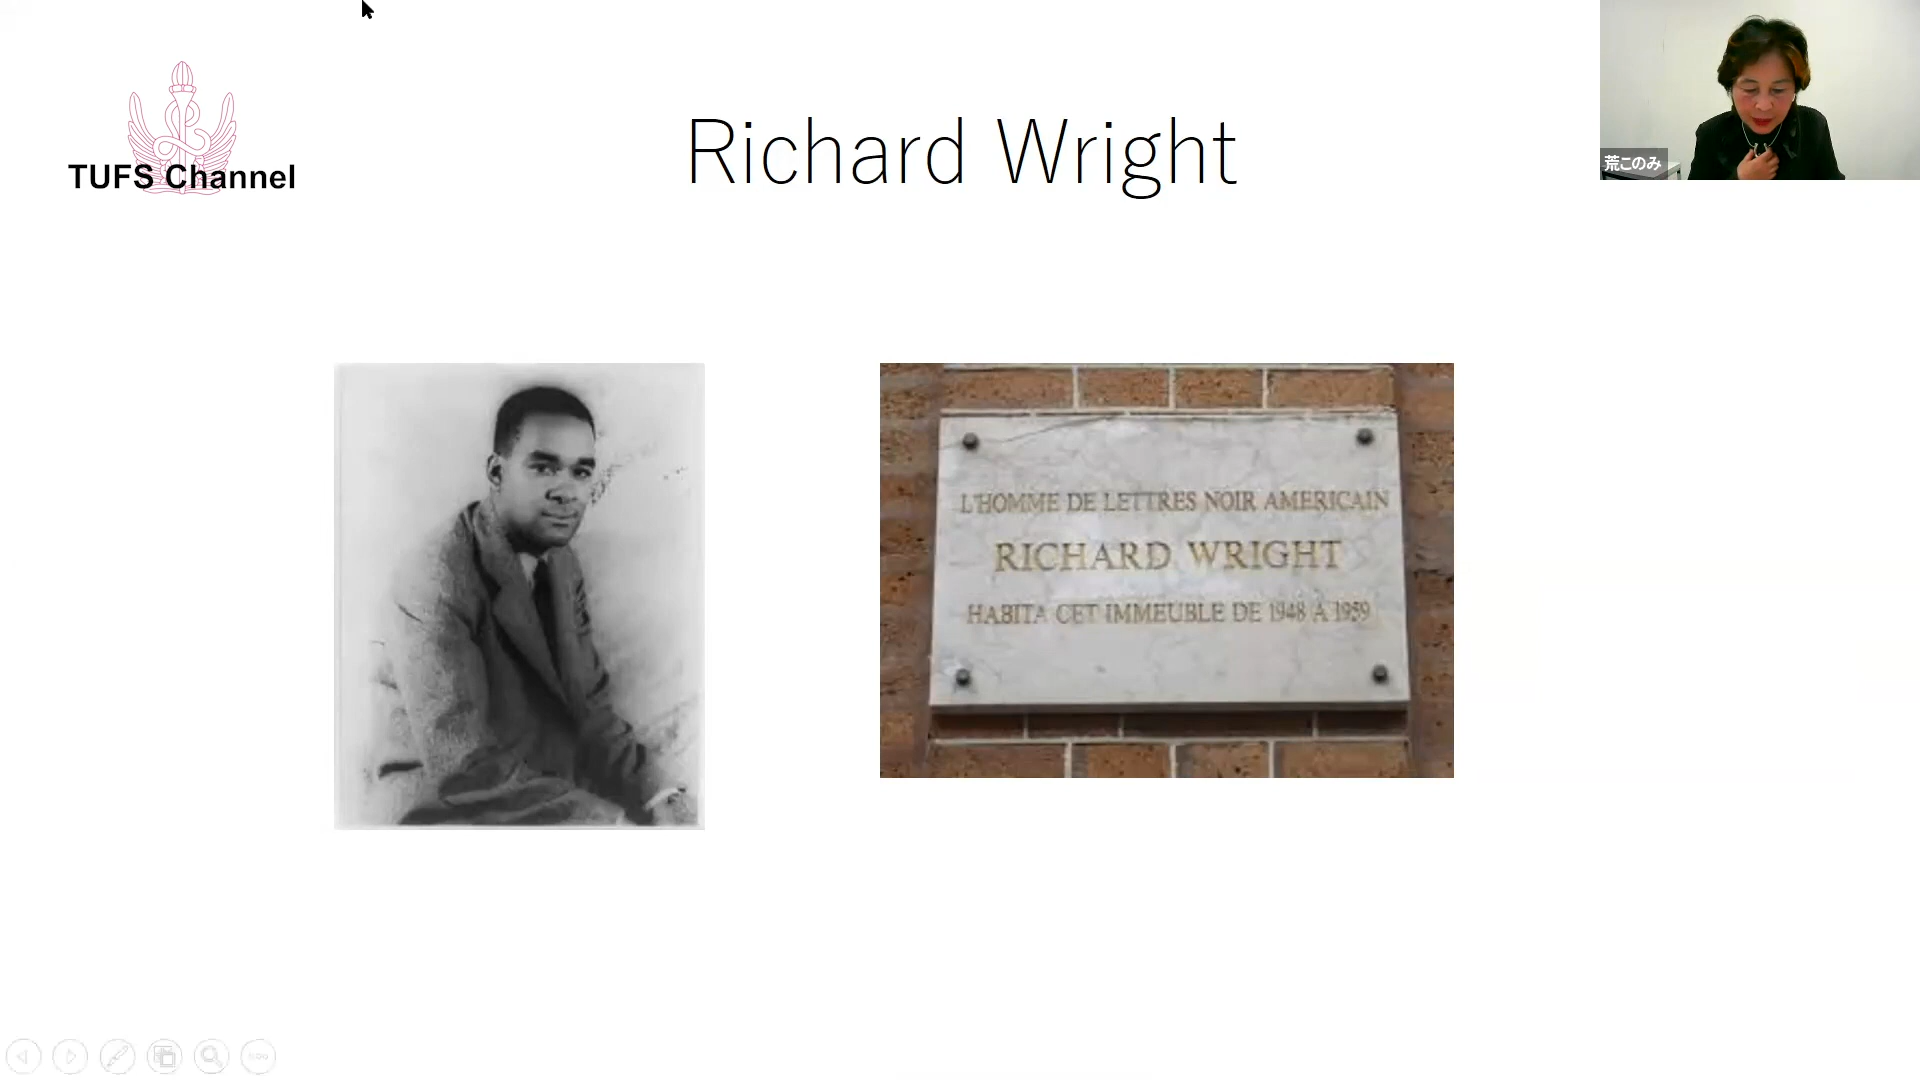 TUFS Channel
Richard Wright
荒このみ
L'HOMME DE LETTRES NOIR AMERICAIN
RICHARD WRIGHT
HABITA CET IMMEUBLE DE 1948 A 1959